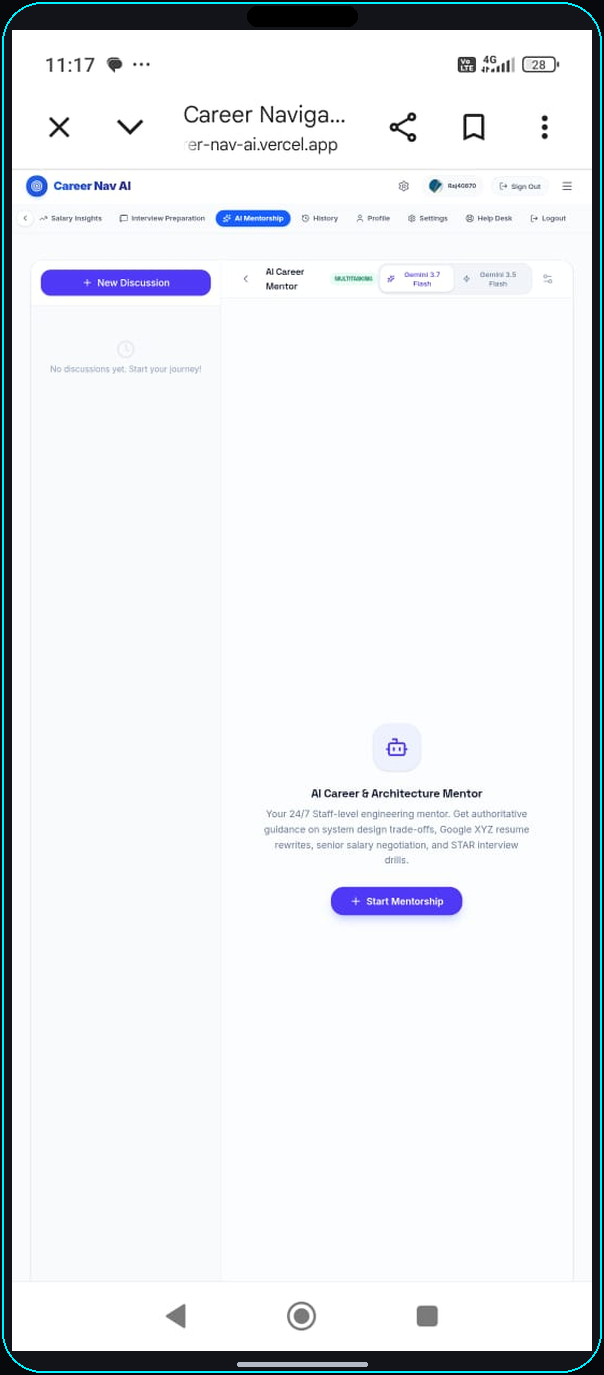 11:17
Vo LTE 4G 28
Career Naviga...
er-nav-ai.vercel.app
Career Nav AI
Raj40870
Sign Out
Salary Insights
Interview Preparation
AI Mentorship
History
Profile
Settings
Help Desk
Logout
+ New Discussion
No discussions yet. Start your journey!
AI Career
Mentor
MULTITASKING
Gemini 3.7
Flash
Gemini 3.5
Flash
AI Career & Architecture Mentor
Your 24/7 Staff-level engineering mentor. Get authoritative
guidance on system design trade-offs, Google XYZ resume
rewrites, senior salary negotiation, and STAR interview
drills.
+ Start Mentorship